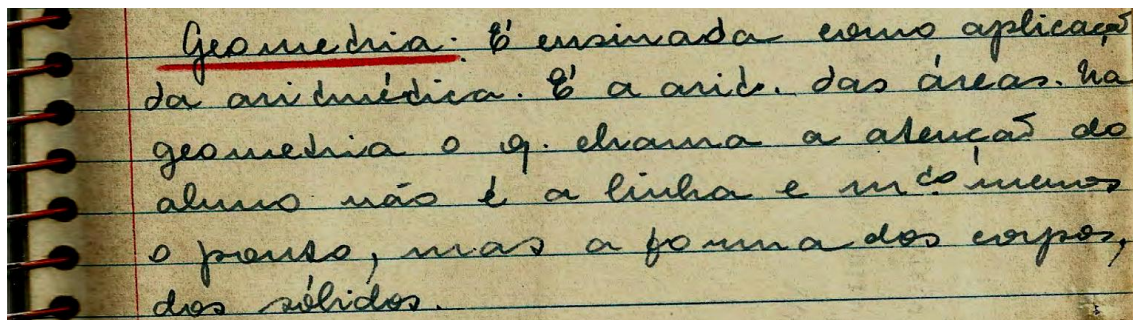 Geometria: É ensinada como aplicação
da aritmética. É a arit. das áreas. Na
geometria o q. chama a atenção do
aluno não é a linha e mto menos
o ponto, mas a forma dos corpos,
dos sólidos.